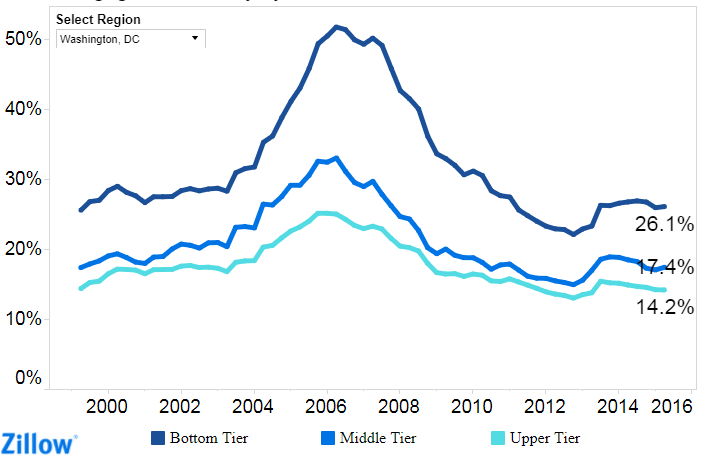 Select Region
Washington, DC
50%
40%
30%
20%
10%
0%
26.1%
17.4%
14.2%
2000 2002 2004 2006 2008 2010 2012 2014 2016
Zillow
Bottom Tier Middle Tier Upper Tier